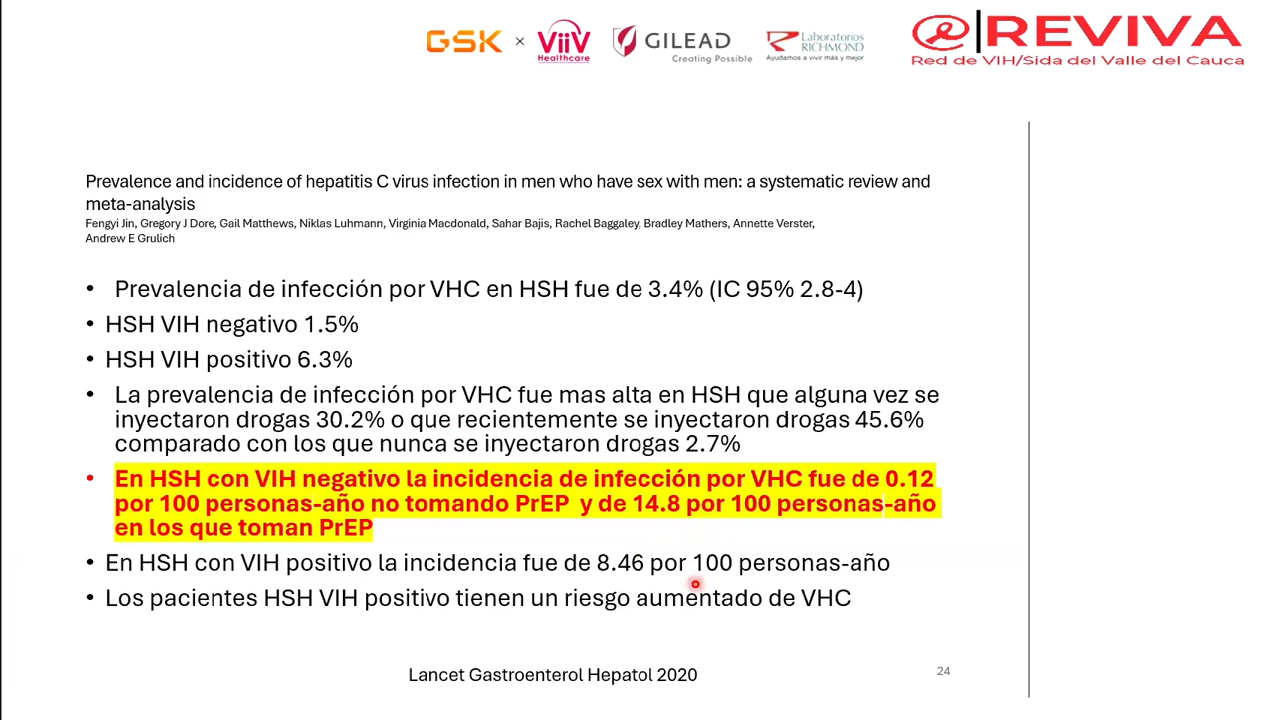 GSK × ViiV Healthcare GILEAD Creating Possible Laboratorios RICHMOND Ayudamos a vivir más y mejor
REVIVA
Red de VIH/Sida del Valle del Cauca
Prevalence and incidence of hepatitis C virus infection in men who have sex with men: a systematic review and
meta-analysis
Fengyi Jin, Gregory J Dore, Gail Matthews, Niklas Luhmann, Virginia Macdonald, Sahar Bajis, Rachel Baggaley, Bradley Mathers, Annette Verster,
Andrew E Grulich
• Prevalencia de infección por VHC en HSH fue de 3.4% (IC 95% 2.8-4)
• HSH VIH negativo 1.5%
• HSH VIH positivo 6.3%
• La prevalencia de infección por VHC fue mas alta en HSH que alguna vez se
inyectaron drogas 30.2% o que recientemente se inyectaron drogas 45.6%
comparado con los que nunca se inyectaron drogas 2.7%
• En HSH con VIH negativo la incidencia de infección por VHC fue de 0.12
por 100 personas-año no tomando PrEP y de 14.8 por 100 personas-año
en los que toman PrEP
• En HSH con VIH positivo la incidencia fue de 8.46 por 100 personas-año
• Los pacientes HSH VIH positivo tienen un riesgo aumentado de VHC
Lancet Gastroenterol Hepatol 2020
24